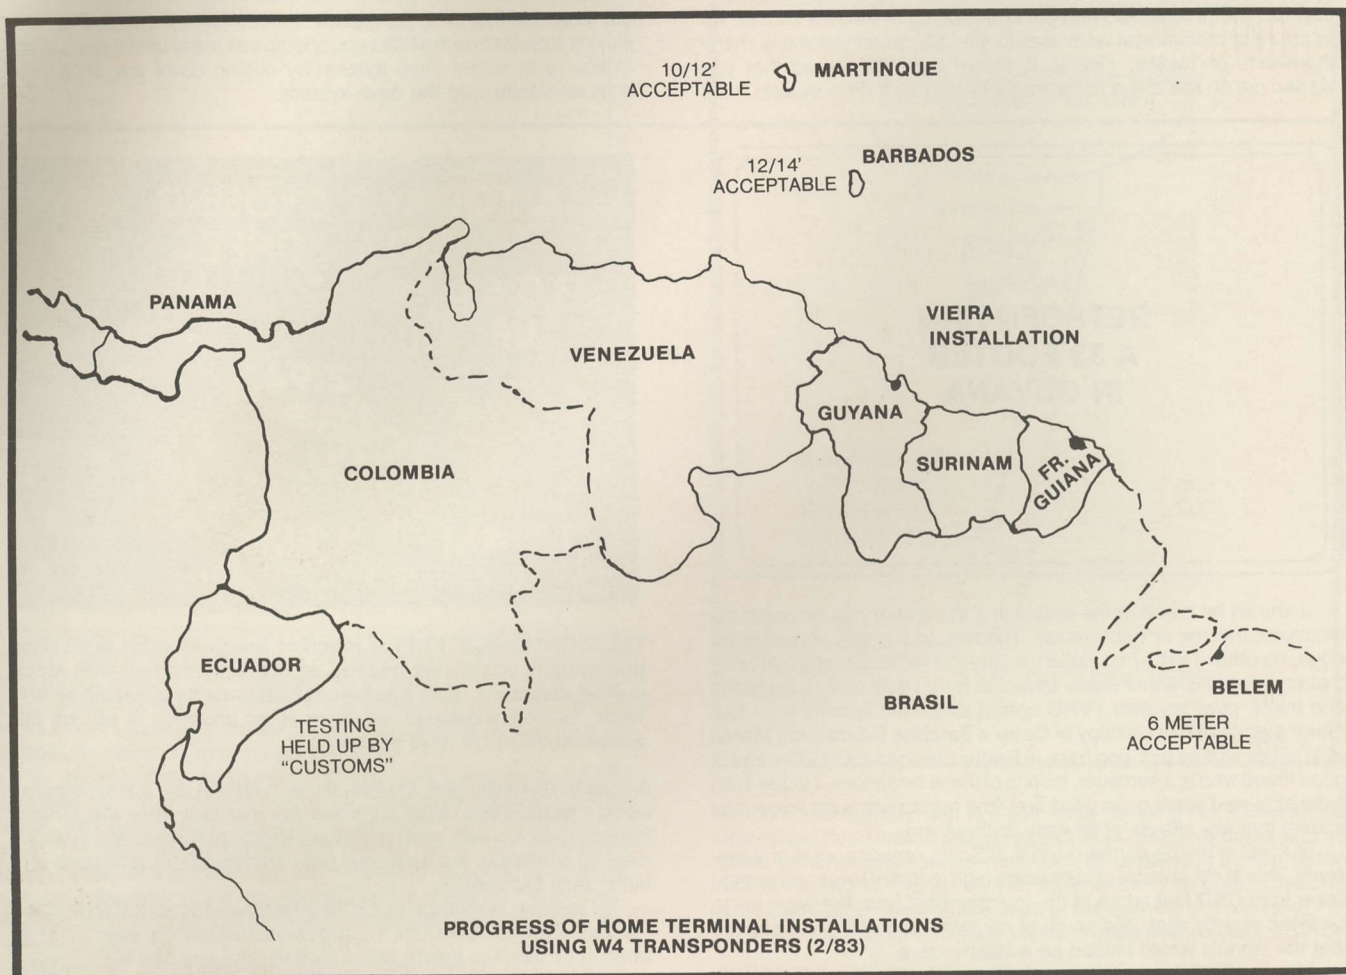 10/12'
ACCEPTABLE
MARTINQUE
12/14'
ACCEPTABLE
BARBADOS
PANAMA
VIEIRA
INSTALLATION
VENEZUELA
GUYANA
COLOMBIA
SURINAM
FR.
GUIANA
ECUADOR
BELEM
BRASIL
TESTING
HELD UP BY
“CUSTOMS”
6 METER
ACCEPTABLE
PROGRESS OF HOME TERMINAL INSTALLATIONS
USING W4 TRANSPONDERS (2/83)